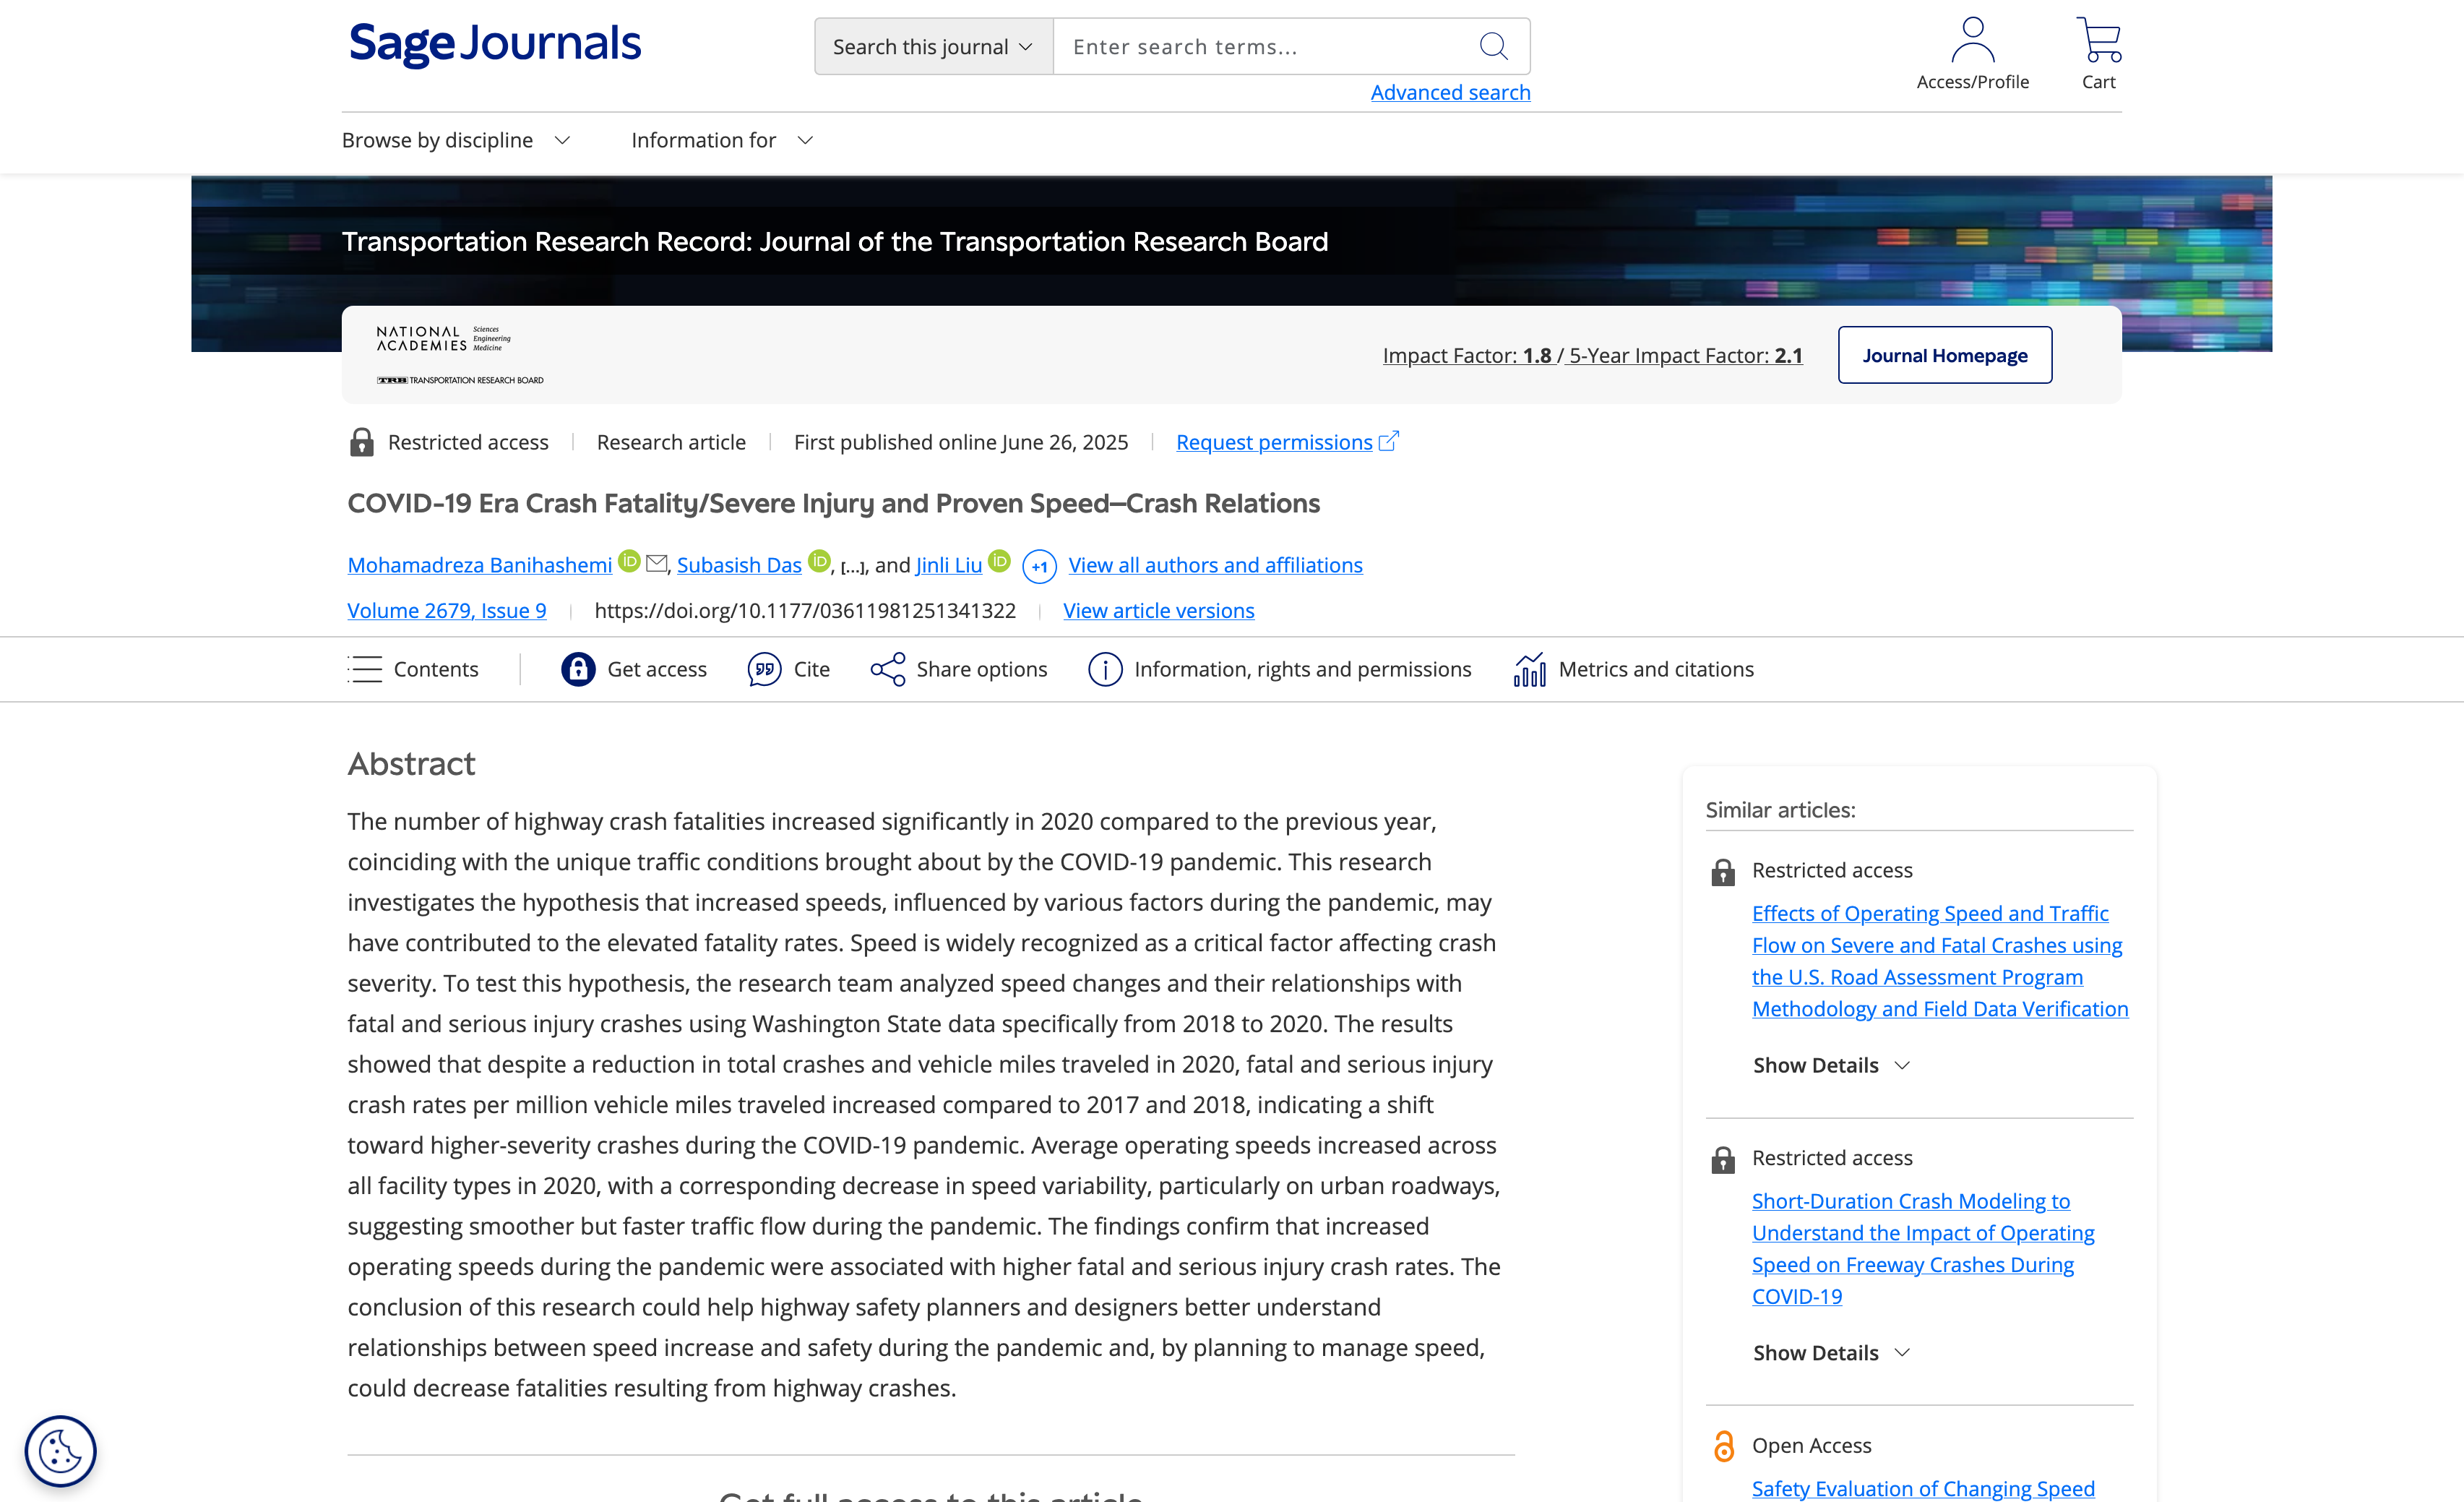 Sage Journals
Search this journal
Enter search terms...
Advanced search
Access/Profile
Cart
Browse by discipline
Information for
Transportation Research Record: Journal of the Transportation Research Board
NATIONAL ACADEMIES
Sciences
Engineering
Medicine
TRB TRANSPORTATION RESEARCH BOARD
Impact Factor: 1.8 / 5-Year Impact Factor: 2.1
Journal Homepage
Restricted access
Research article
First published online June 26, 2025
Request permissions
COVID-19 Era Crash Fatality/Severe Injury and Proven Speed–Crash Relations
Mohamadreza Banihashemi iD, Subasish Das iD, [...], and Jinli Liu iD +1 View all authors and affiliations
Volume 2679, Issue 9
https://doi.org/10.1177/03611981251341322
View article versions
Contents
Get access
Cite
Share options
Information, rights and permissions
Metrics and citations
Abstract
The number of highway crash fatalities increased significantly in 2020 compared to the previous year,
coinciding with the unique traffic conditions brought about by the COVID-19 pandemic. This research
investigates the hypothesis that increased speeds, influenced by various factors during the pandemic, may
have contributed to the elevated fatality rates. Speed is widely recognized as a critical factor affecting crash
severity. To test this hypothesis, the research team analyzed speed changes and their relationships with
fatal and serious injury crashes using Washington State data specifically from 2018 to 2020. The results
showed that despite a reduction in total crashes and vehicle miles traveled in 2020, fatal and serious injury
crash rates per million vehicle miles traveled increased compared to 2017 and 2018, indicating a shift
toward higher-severity crashes during the COVID-19 pandemic. Average operating speeds increased across
all facility types in 2020, with a corresponding decrease in speed variability, particularly on urban roadways,
suggesting smoother but faster traffic flow during the pandemic. The findings confirm that increased
operating speeds during the pandemic were associated with higher fatal and serious injury crash rates. The
conclusion of this research could help highway safety planners and designers better understand
relationships between speed increase and safety during the pandemic and, by planning to manage speed,
could decrease fatalities resulting from highway crashes.
Get full access to this article
Similar articles:
Restricted access
Effects of Operating Speed and Traffic
Flow on Severe and Fatal Crashes using
the U.S. Road Assessment Program
Methodology and Field Data Verification
Show Details
Restricted access
Short-Duration Crash Modeling to
Understand the Impact of Operating
Speed on Freeway Crashes During
COVID-19
Show Details
Open Access
Safety Evaluation of Changing Speed